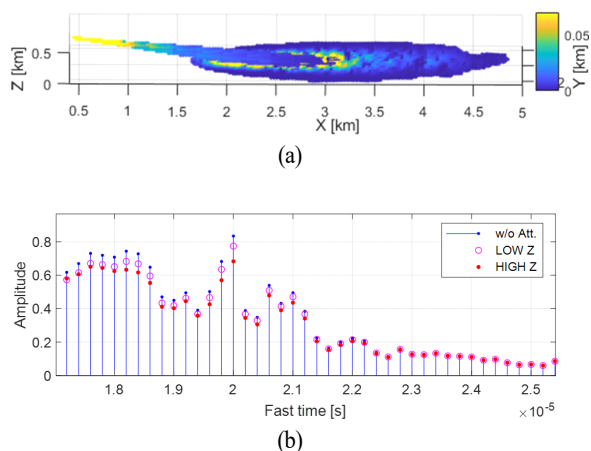 Z [km]
0.5
0
0.5
1
1.5
2
2.5
3
3.5
4
4.5
5
X [km]
0.05
0
2
Y [km]
(a)
Amplitude
0.8
0.6
0.4
0.2
0
w/o Att.
LOW Z
HIGH Z
1.8
1.9
2
2.1
2.2
2.3
2.4
2.5
Fast time [s]
×10⁻⁵
(b)